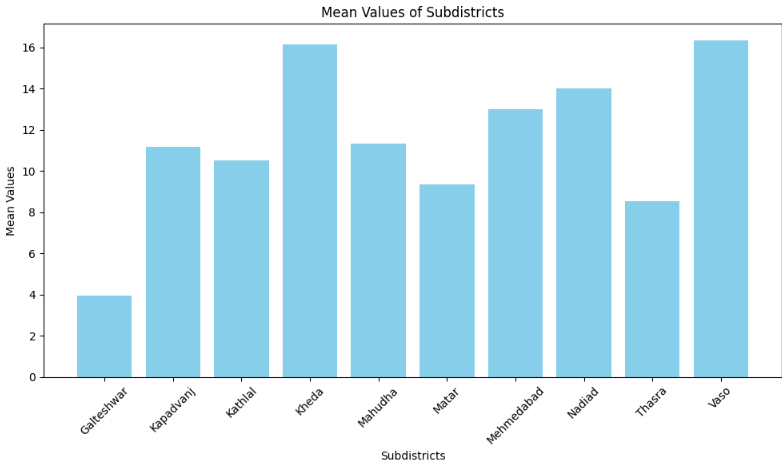 Mean Values of Subdistricts
Mean Values
16
14
12
10
8
6
4
2
0
Galteshwar
Kapadvanj
Kathlal
Kheda
Mahudha
Matar
Mehmedabad
Nadiad
Thasra
Vaso
Subdistricts